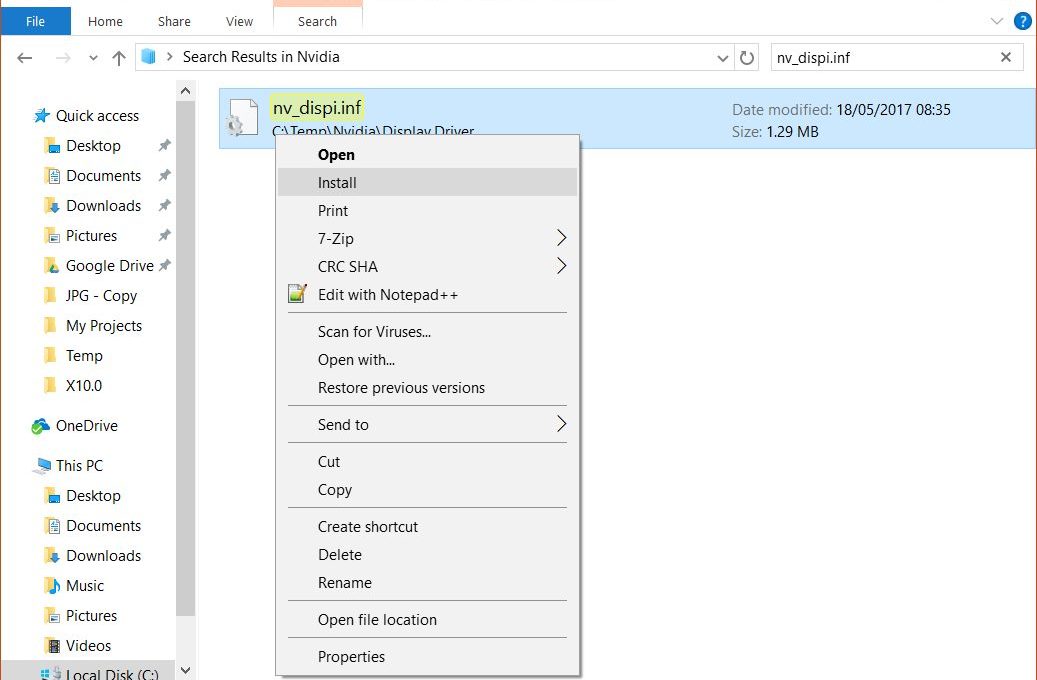 File Home Share View Search
Search Results in Nvidia nv_dispi.inf
Quick access
Desktop
Documents
Downloads
Pictures
Google Drive
JPG - Copy
My Projects
Temp
X10.0
OneDrive
This PC
Desktop
Documents
Downloads
Music
Pictures
Videos
Local Disk (C:)
nv_dispi.inf
C:\Temp\Nvidia\Display.Driver
Date modified: 18/05/2017 08:35
Size: 1.29 MB
Open
Install
Print
7-Zip
CRC SHA
Edit with Notepad++
Scan for Viruses...
Open with...
Restore previous versions
Send to
Cut
Copy
Create shortcut
Delete
Rename
Open file location
Properties